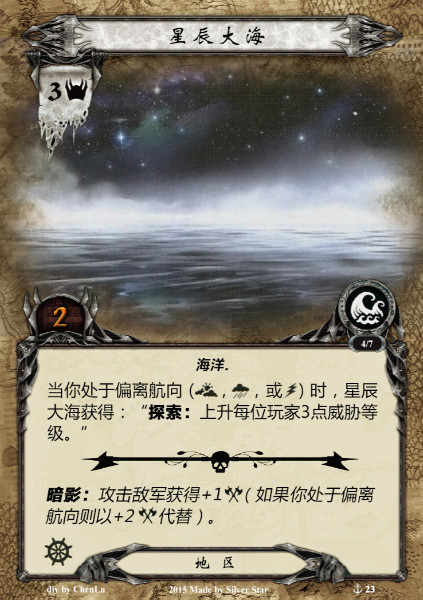 星辰大海
3
2
4/7
海洋.
当你处于偏离航向 ( , , 或 ) 时，星辰
大海获得：“探索：上升每位玩家3点威胁等
级。”
暗影：攻击敌军获得+1 ( 如果你处于偏离
航向则以+2 代替 ) 。
地区
diy by ChenLu 2015 Made by Silver Star 23